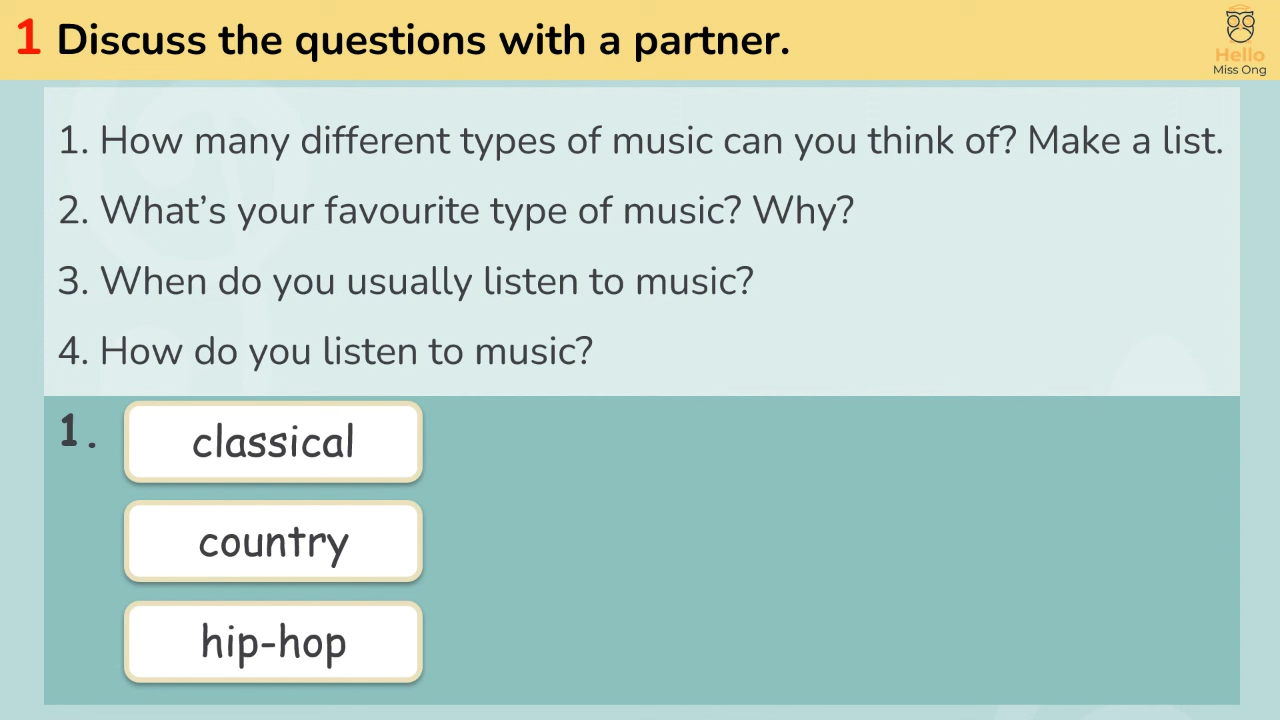 1 Discuss the questions with a partner.
Hello
Miss Ong
1. How many different types of music can you think of? Make a list.
2. What’s your favourite type of music? Why?
3. When do you usually listen to music?
4. How do you listen to music?
1.
classical
country
hip-hop